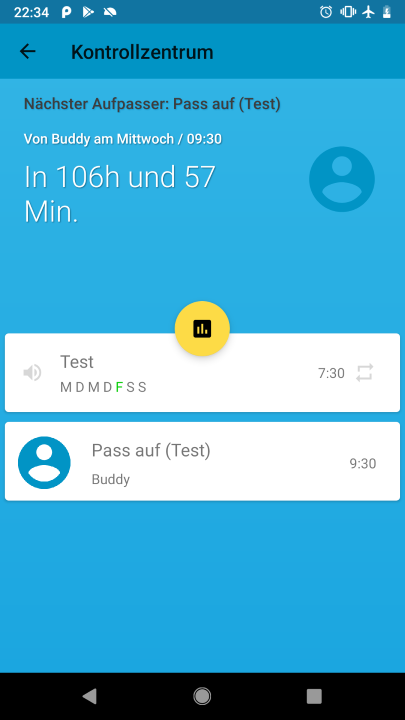 22:34
Kontrollzentrum
Nächster Aufpasser: Pass auf (Test)
Von Buddy am Mittwoch / 09:30
In 106h und 57
Min.
Test
7:30
M D M D F S S
Pass auf (Test)
9:30
Buddy